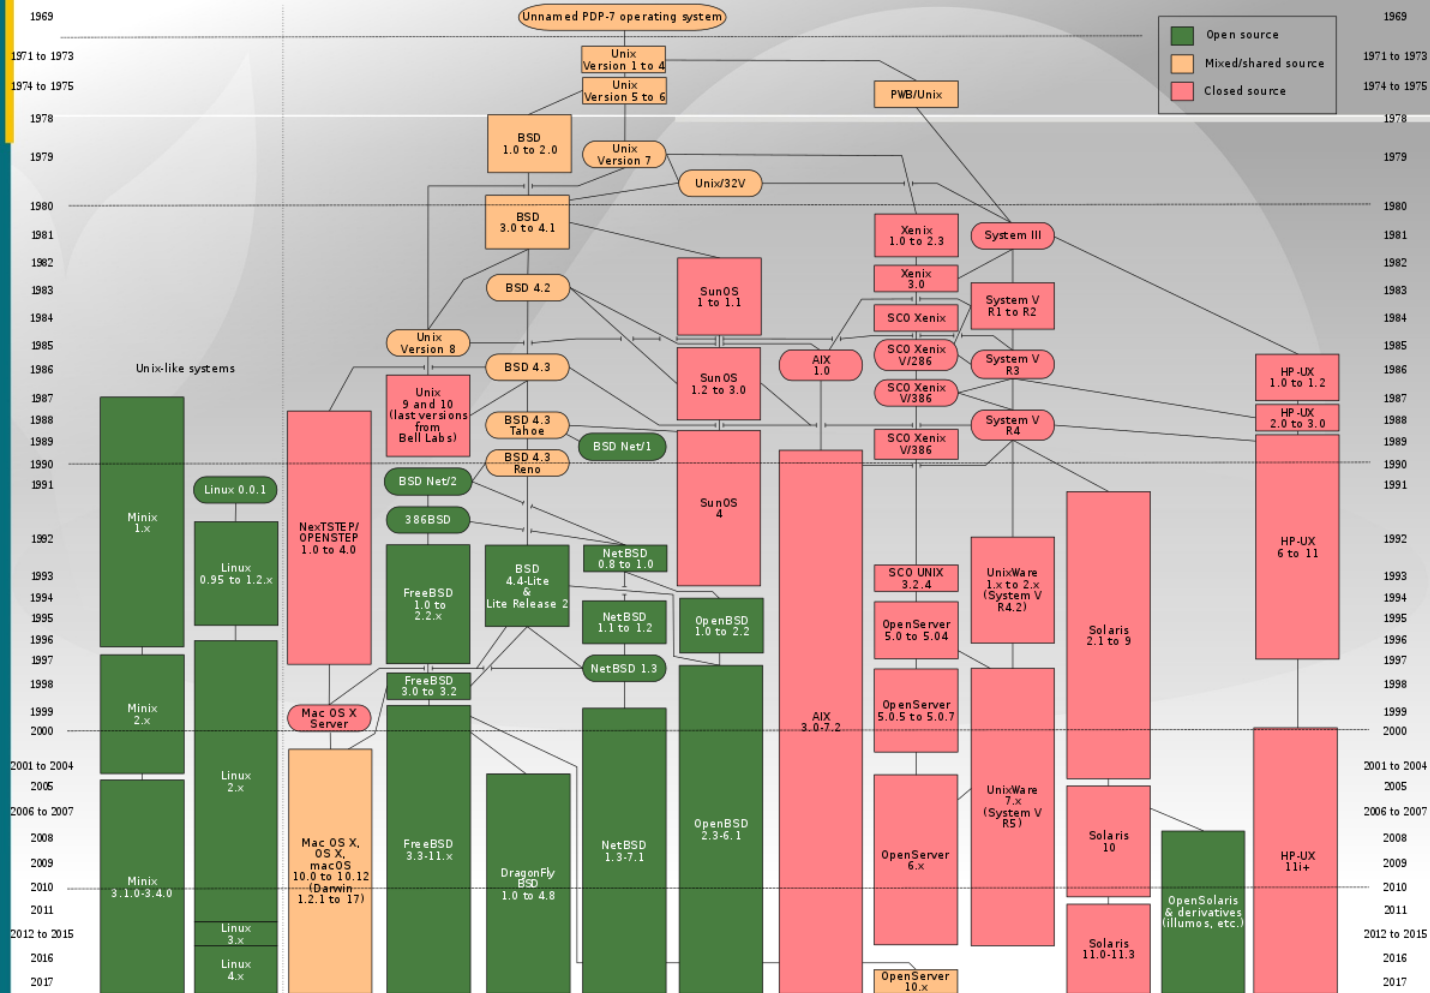 1969
1971 to 1973
1974 to 1975
1978
1979
1980
1981
1982
1983
1984
1985
1986
1987
1988
1989
1990
1991
1992
1993
1994
1995
1996
1997
1998
1999
2000
2001 to 2004
2005
2006 to 2007
2008
2009
2010
2011
2012 to 2015
2016
2017
Unnamed PDP-7 operating system
Unix
Version 1 to 4
Unix
Version 5 to 6
PWB/Unix
BSD
1.0 to 2.0
Unix
Version 7
Unix/32V
BSD
3.0 to 4.1
Xenix
1.0 to 2.3
System III
Xenix
3.0
BSD 4.2
SunOS
1 to 1.1
System V
R1 to R2
SCO Xenix
Unix
Version 8
SCO Xenix
V/286
AIX
1.0
System V
R3
BSD 4.3
SunOS
1.2 to 3.0
HP-UX
1.0 to 1.2
Unix-like systems
Unix
9 and 10
(last versions
from
Bell Labs)
SCO Xenix
V/386
HP-UX
2.0 to 3.0
BSD 4.3
Tahoe
System V
R4
BSD Net/1
SCO Xenix
V/386
BSD 4.3
Reno
BSD Net/2
Linux 0.0.1
Minix
1.x
386BSD
SunOS
4
NexTSTEP/
OPENSTEP
1.0 to 4.0
HP-UX
6 to 11
Linux
0.95 to 1.2.x
NetBSD
0.8 to 1.0
BSD
4.4-Lite
&
Lite Release 2
FreeBSD
1.0 to
2.2.x
SCO UNIX
3.2.4
UnixWare
1.x to 2.x
(System V
R4.2)
NetBSD
1.1 to 1.2
OpenBSD
1.0 to 2.2
OpenServer
5.0 to 5.04
Solaris
2.1 to 9
NetBSD 1.3
FreeBSD
3.0 to 3.2
Minix
2.x
Mac OS X
Server
OpenServer
5.0.5 to 5.0.7
AIX
3.0-7.2
Linux
2.x
UnixWare
7.x
(System V
R5)
OpenBSD
2.3-6.1
Solaris
10
Mac OS X,
OS X,
macOS
10.0 to 10.12
(Darwin
1.2.1 to 17)
FreeBSD
3.3-11.x
NetBSD
1.3-7.1
OpenServer
6.x
HP-UX
11i+
DragonFly
BSD
1.0 to 4.8
Minix
3.1.0-3.4.0
OpenSolaris
& derivatives
(illumos, etc.)
Linux
3.x
Solaris
11.0-11.3
Linux
4.x
OpenServer
10.x
Open source
Mixed/shared source
Closed source
1969
1971 to 1973
1974 to 1975
1978
1979
1980
1981
1982
1983
1984
1985
1986
1987
1988
1989
1990
1991
1992
1993
1994
1995
1996
1997
1998
1999
2000
2001 to 2004
2005
2006 to 2007
2008
2009
2010
2011
2012 to 2015
2016
2017